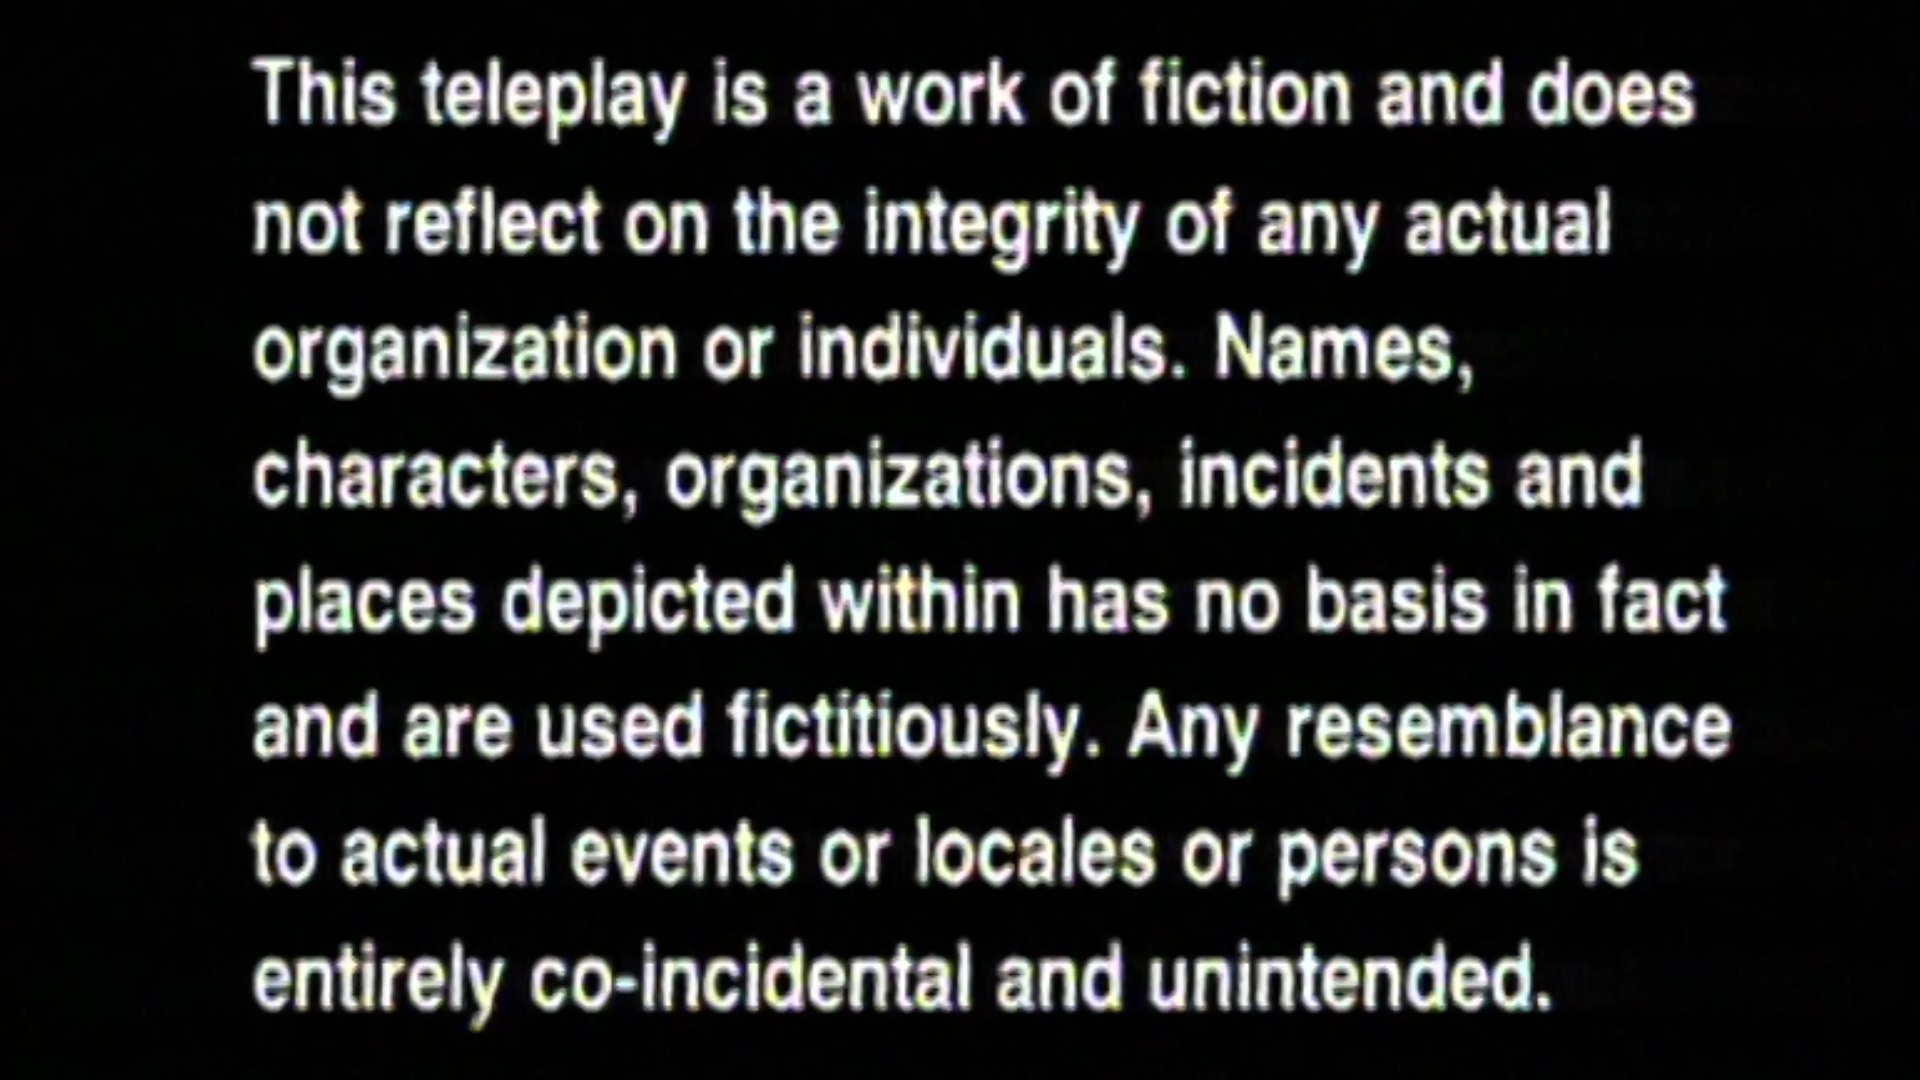 This teleplay is a work of fiction and does
not reflect on the integrity of any actual
organization or individuals. Names,
characters, organizations, incidents and
places depicted within has no basis in fact
and are used fictitiously. Any resemblance
to actual events or locales or persons is
entirely co-incidental and unintended.